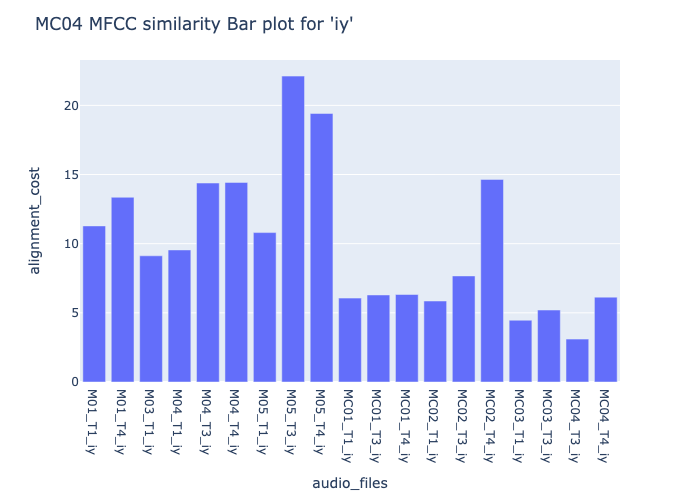 MC04 MFCC similarity Bar plot for 'iy'
alignment_cost
20
15
10
5
0
M01_T1_iy
M01_T4_iy
M03_T1_iy
M04_T1_iy
M04_T3_iy
M04_T4_iy
M05_T1_iy
M05_T3_iy
M05_T4_iy
MC01_T1_iy
MC01_T3_iy
MC01_T4_iy
MC02_T1_iy
MC02_T3_iy
MC02_T4_iy
MC03_T1_iy
MC03_T3_iy
MC04_T3_iy
MC04_T4_iy
audio_files